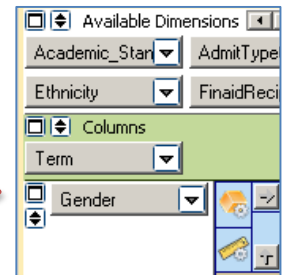 Available Dimensions
Academic_Stan AdmitType
Ethnicity FinaidReci
Columns
Term
Gender